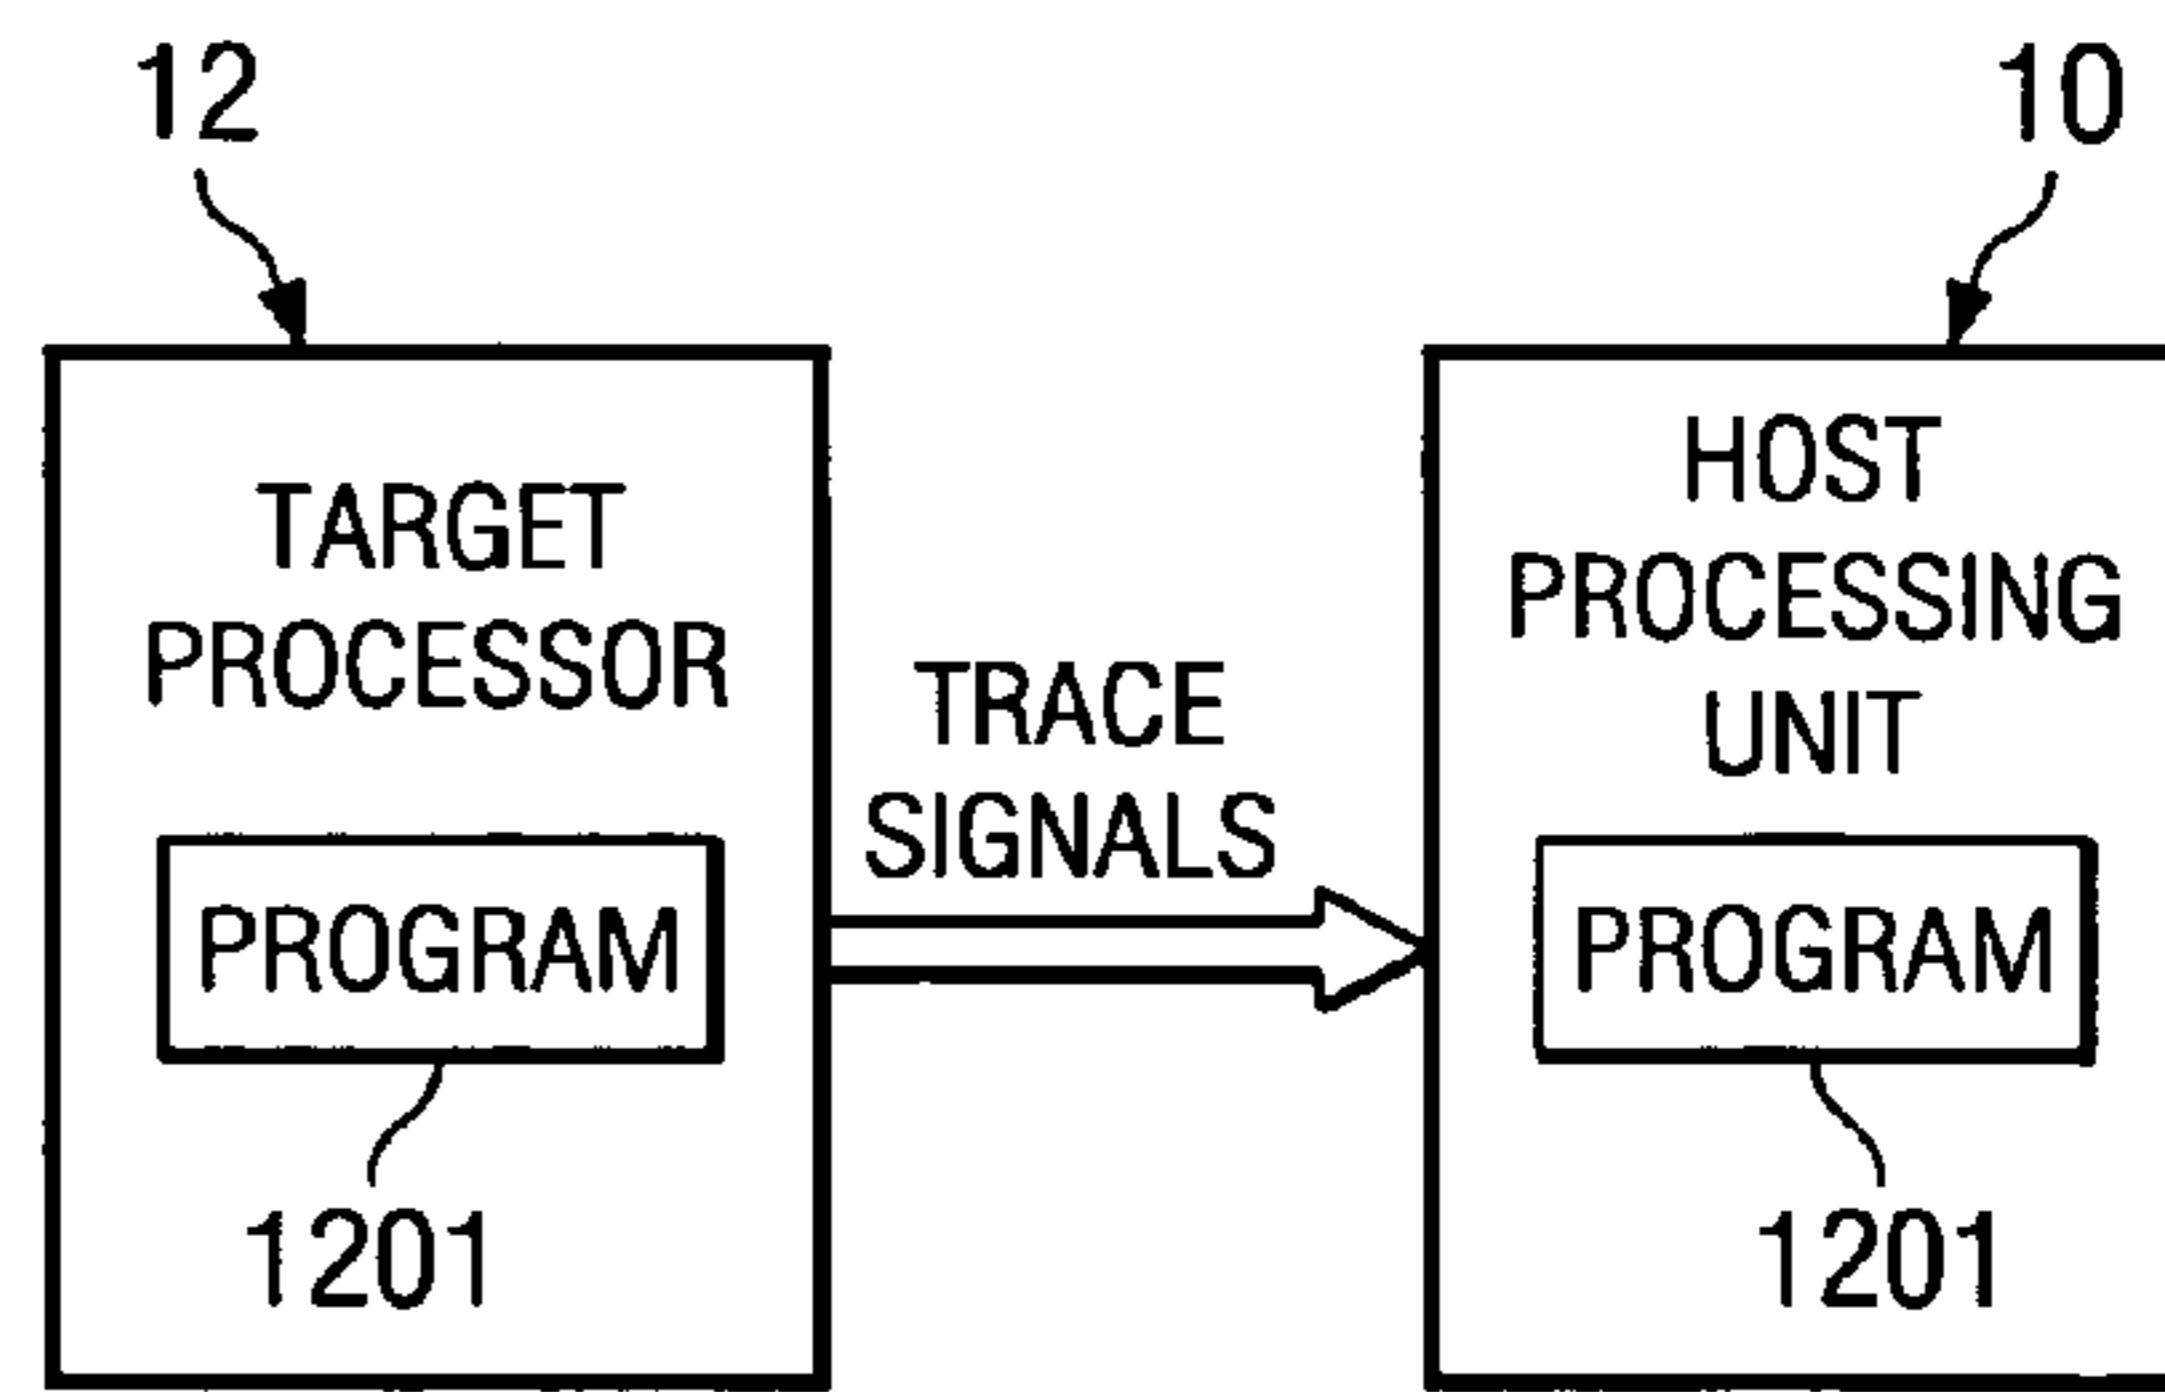 12
10
TARGET
PROCESSOR
PROGRAM
1201
TRACE
SIGNALS
HOST
PROCESSING
UNIT
PROGRAM
1201